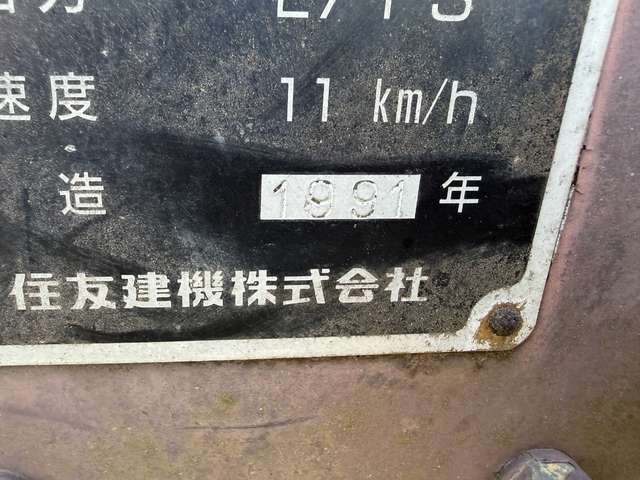 速度 11 km/h
造 1991 年
住友建機株式会社